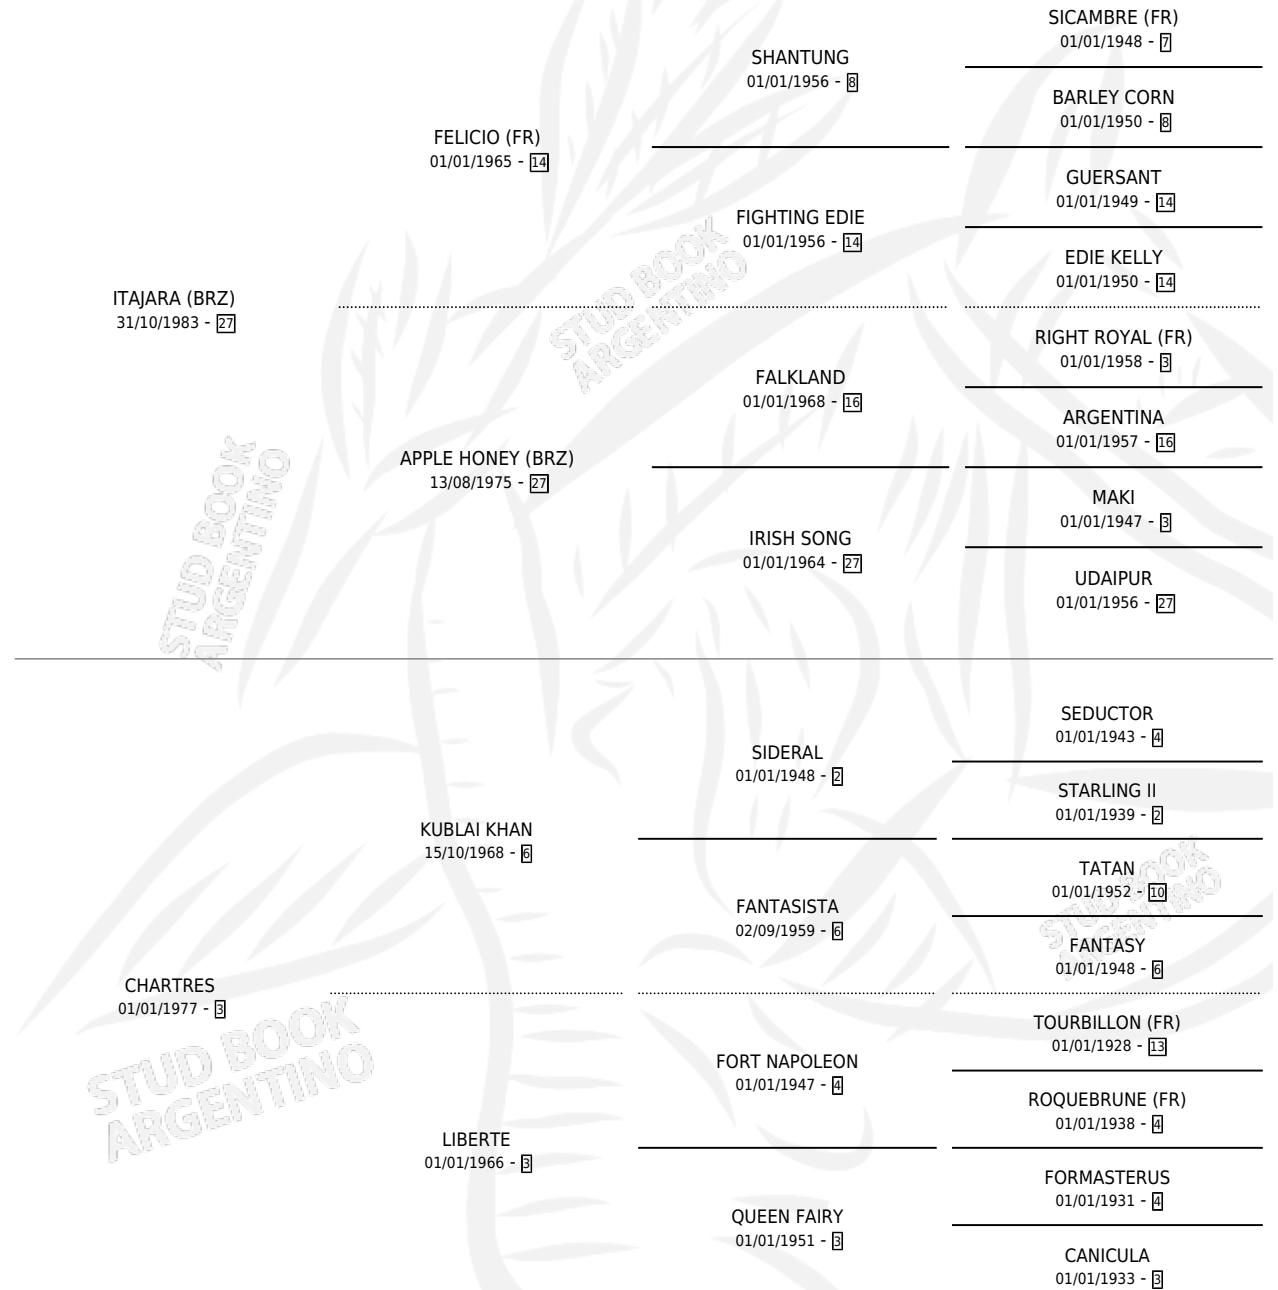 SICAMBRE (FR)
01/01/1948 - 7
SHANTUNG
01/01/1956 - 8
BARLEY CORN
01/01/1950 - 8
FELICIO (FR)
01/01/1965 - 14
GUERSANT
01/01/1949 - 14
FIGHTING EDIE
01/01/1956 - 14
EDIE KELLY
01/01/1950 - 14
ITAJARA (BRZ)
31/10/1983 - 27
RIGHT ROYAL (FR)
01/01/1958 - 3
FALKLAND
01/01/1968 - 16
ARGENTINA
01/01/1957 - 16
APPLE HONEY (BRZ)
13/08/1975 - 27
MAKI
01/01/1947 - 3
IRISH SONG
01/01/1964 - 27
UDAIPUR
01/01/1956 - 27
SEDUCTOR
01/01/1943 - 4
SIDERAL
01/01/1948 - 2
STARLING II
01/01/1939 - 2
KUBLAI KHAN
15/10/1968 - 6
TATAN
01/01/1952 - 10
FANTASISTA
02/09/1959 - 6
FANTASY
01/01/1948 - 6
CHARTRES
01/01/1977 - 3
TOURBILLON (FR)
01/01/1928 - 13
FORT NAPOLEON
01/01/1947 - 4
ROQUEBRUNE (FR)
01/01/1938 - 4
LIBERTE
01/01/1966 - 3
FORMASTERUS
01/01/1931 - 4
QUEEN FAIRY
01/01/1951 - 3
CANICULA
01/01/1933 - 3
STUD BOOK
ARGENTINO
STUD BOOK
ARGENTINO
STUD BOOK
ARGENTINO
STUD BOOK
ARGENTINO